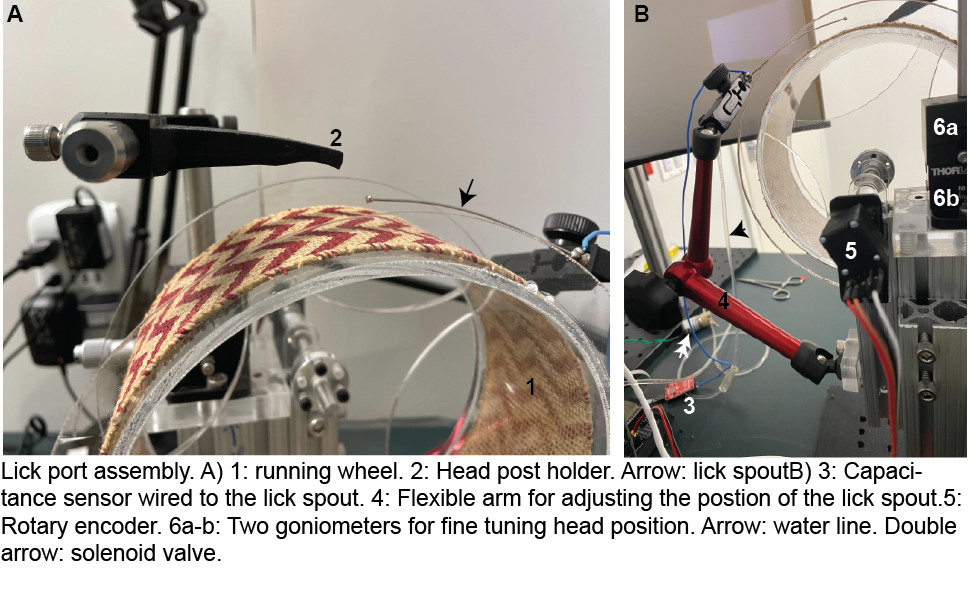 A
B
2
6a
THORL
6b
5
4
1
3
Lick port assembly. A) 1: running wheel. 2: Head post holder. Arrow: lick spoutB) 3: Capaci-
tance sensor wired to the lick spout. 4: Flexible arm for adjusting the postion of the lick spout.5:
Rotary encoder. 6a-b: Two goniometers for fine tuning head position. Arrow: water line. Double
arrow: solenoid valve.